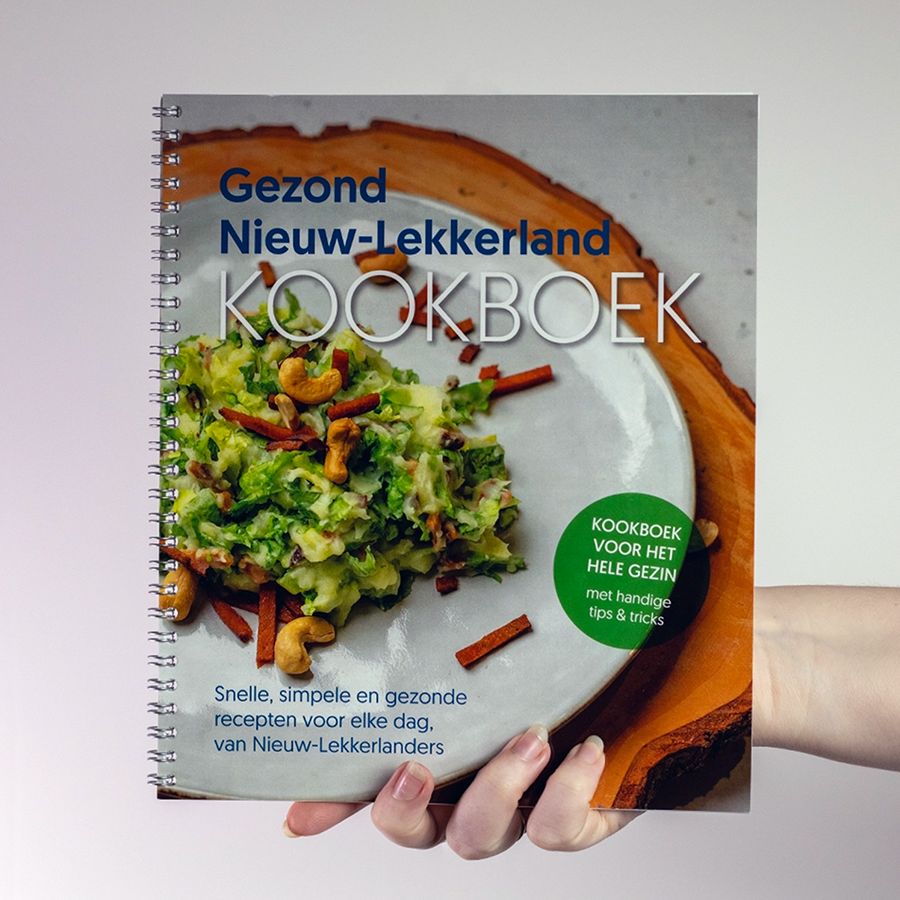 Gezond
Nieuw-Lekkerland
KOOKBOEK
KOOKBOEK
VOOR HET
HELE GEZIN
met handige
tips & tricks
Snelle, simpele en gezonde
recepten voor elke dag,
van Nieuw-Lekkerlanders